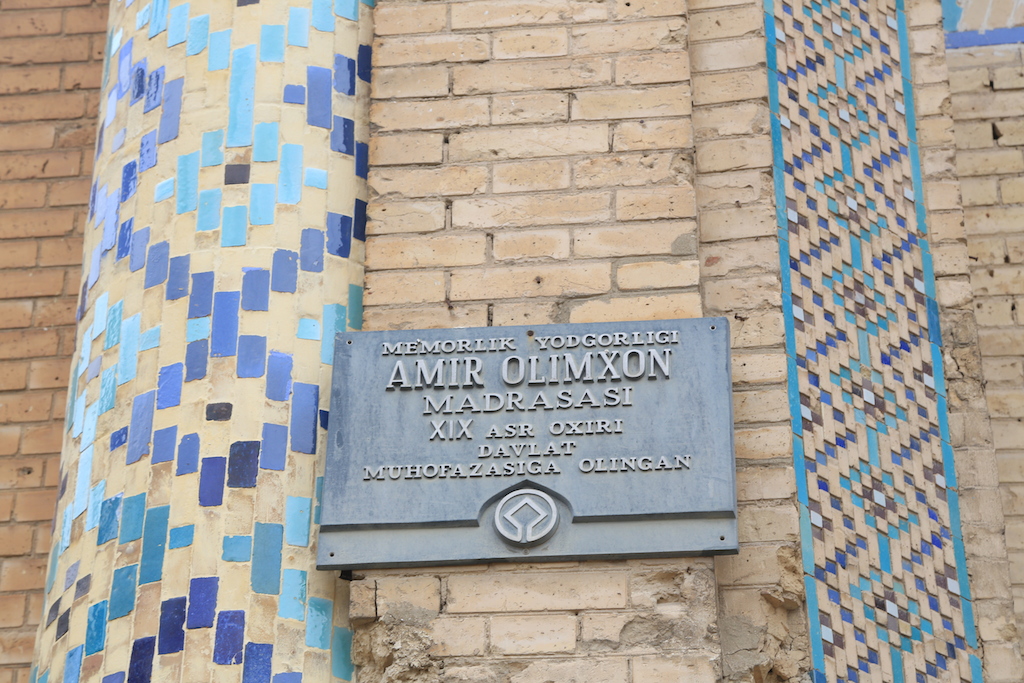 MEMORLIK YODGORLIGI
AMIR OLIMXON
MADRASASI
XIX ASR OXIRI
DAVLAT
MUHOFAZASIGA OLINGAN